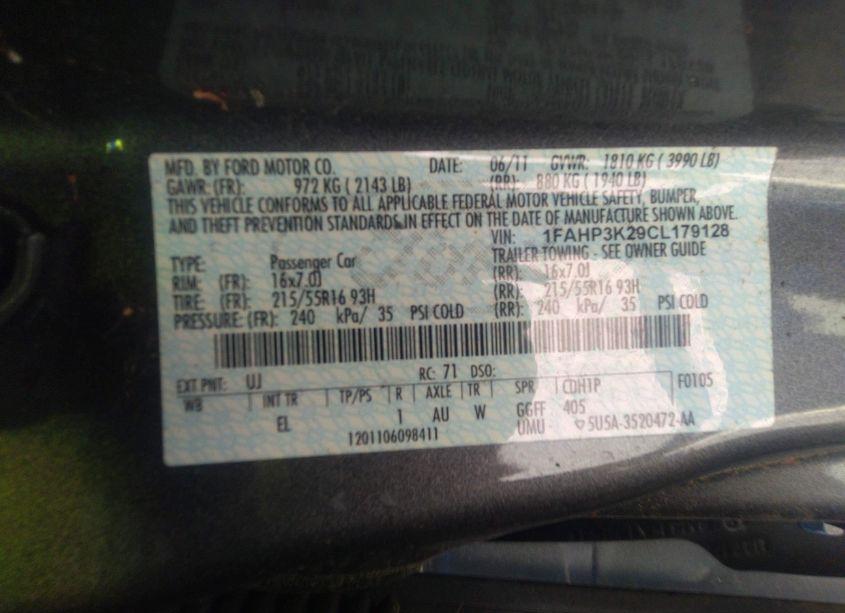 MFD. BY FORD MOTOR CO. DATE: 06/11 GVWR: 1810 KG ( 3990 LB)
GAWR (FR): 972 KG ( 2143 LB) (RR): 880 KG ( 1940 LB)
THIS VEHICLE CONFORMS TO ALL APPLICABLE FEDERAL MOTOR VEHICLE SAFETY, BUMPER,
AND THEFT PREVENTION STANDARDS IN EFFECT ON THE DATE OF MANUFACTURE SHOWN ABOVE.
VIN: 1FAHP3K29CL179128
TYPE: Passenger Car TRAILER TOWING - SEE OWNER GUIDE
RIM: (FR): 16x7.0J (RR): 16x7.0J
TIRE: (FR): 215/55R16 93H (RR): 215/55R16 93H
PRESSURE: (FR): 240 kPa/ 35 PSI COLD (RR): 240 kPa/ 35 PSI COLD
EXT PNT: UJ RC: 71 DSO:
WB INT TR TP/PS R AXLE TR SPR CDH1P F0105
EL 1 AU W GGFF 405
1201106098411 UMU 5U5A-3520472-AA